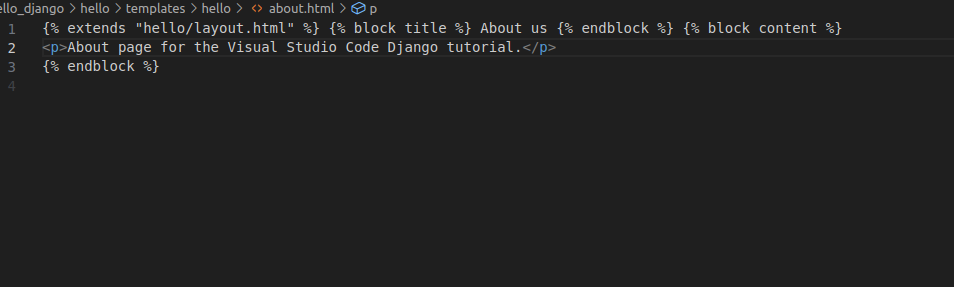 ello_django > hello > templates > hello > <> about.html > p
1 {% extends "hello/layout.html" %} {% block title %} About us {% endblock %} {% block content %}
2 <p>About page for the Visual Studio Code Django tutorial.</p>
3 {% endblock %}
4